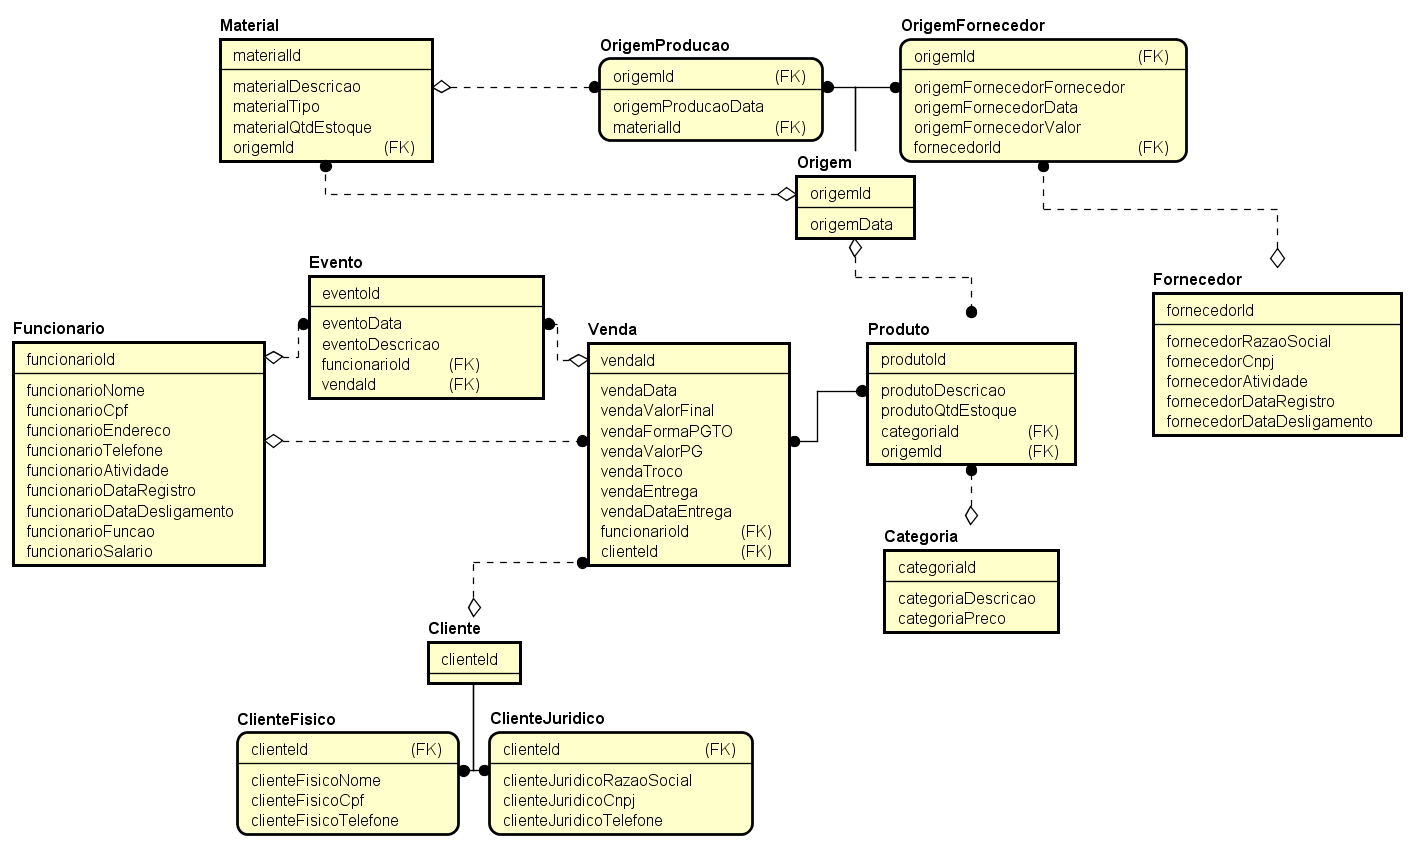 Material
materialId
materialDescricao
materialTipo
materialQtdEstoque
origemId (FK)
OrigemProducao
origemId (FK)
origemProducaoData
materialId (FK)
OrigemFornecedor
origemId (FK)
origemFornecedorFornecedor
origemFornecedorData
origemFornecedorValor
fornecedorId (FK)
Origem
origemId
origemData
Evento
eventoId
eventoData
eventoDescricao
funcionarioId (FK)
vendaId (FK)
Fornecedor
fornecedorId
fornecedorRazaoSocial
fornecedorCnpj
fornecedorAtividade
fornecedorDataRegistro
fornecedorDataDesligamento
Funcionario
funcionarioId
funcionarioNome
funcionarioCpf
funcionarioEndereco
funcionarioTelefone
funcionarioAtividade
funcionarioDataRegistro
funcionarioDataDesligamento
funcionarioFuncao
funcionarioSalario
Venda
vendaId
vendaData
vendaValorFinal
vendaFormaPGTO
vendaValorPG
vendaTroco
vendaEntrega
vendaDataEntrega
funcionarioId (FK)
clienteId (FK)
Produto
produtoId
produtoDescricao
produtoQtdEstoque
categoriaId (FK)
origemId (FK)
Categoria
categoriaId
categoriaDescricao
categoriaPreco
Cliente
clienteId
ClienteFisico
clienteId (FK)
clienteFisicoNome
clienteFisicoCpf
clienteFisicoTelefone
ClienteJuridico
clienteId (FK)
clienteJuridicoRazaoSocial
clienteJuridicoCnpj
clienteJuridicoTelefone